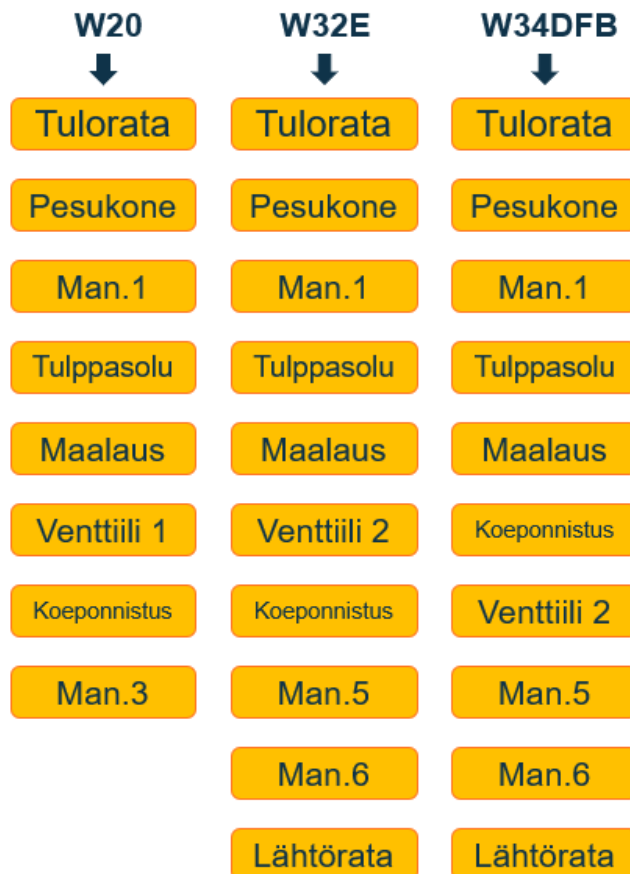 W20 W32E W34DFB
Tulorata Tulorata Tulorata
Pesukone Pesukone Pesukone
Man.1 Man.1 Man.1
Tulppasolu Tulppasolu Tulppasolu
Maalaus Maalaus Maalaus
Venttiili 1 Venttiili 2 Koeponnistus
Koeponnistus Koeponnistus Venttiili 2
Man.3 Man.5 Man.5
Man.6 Man.6
Lähtörata Lähtörata